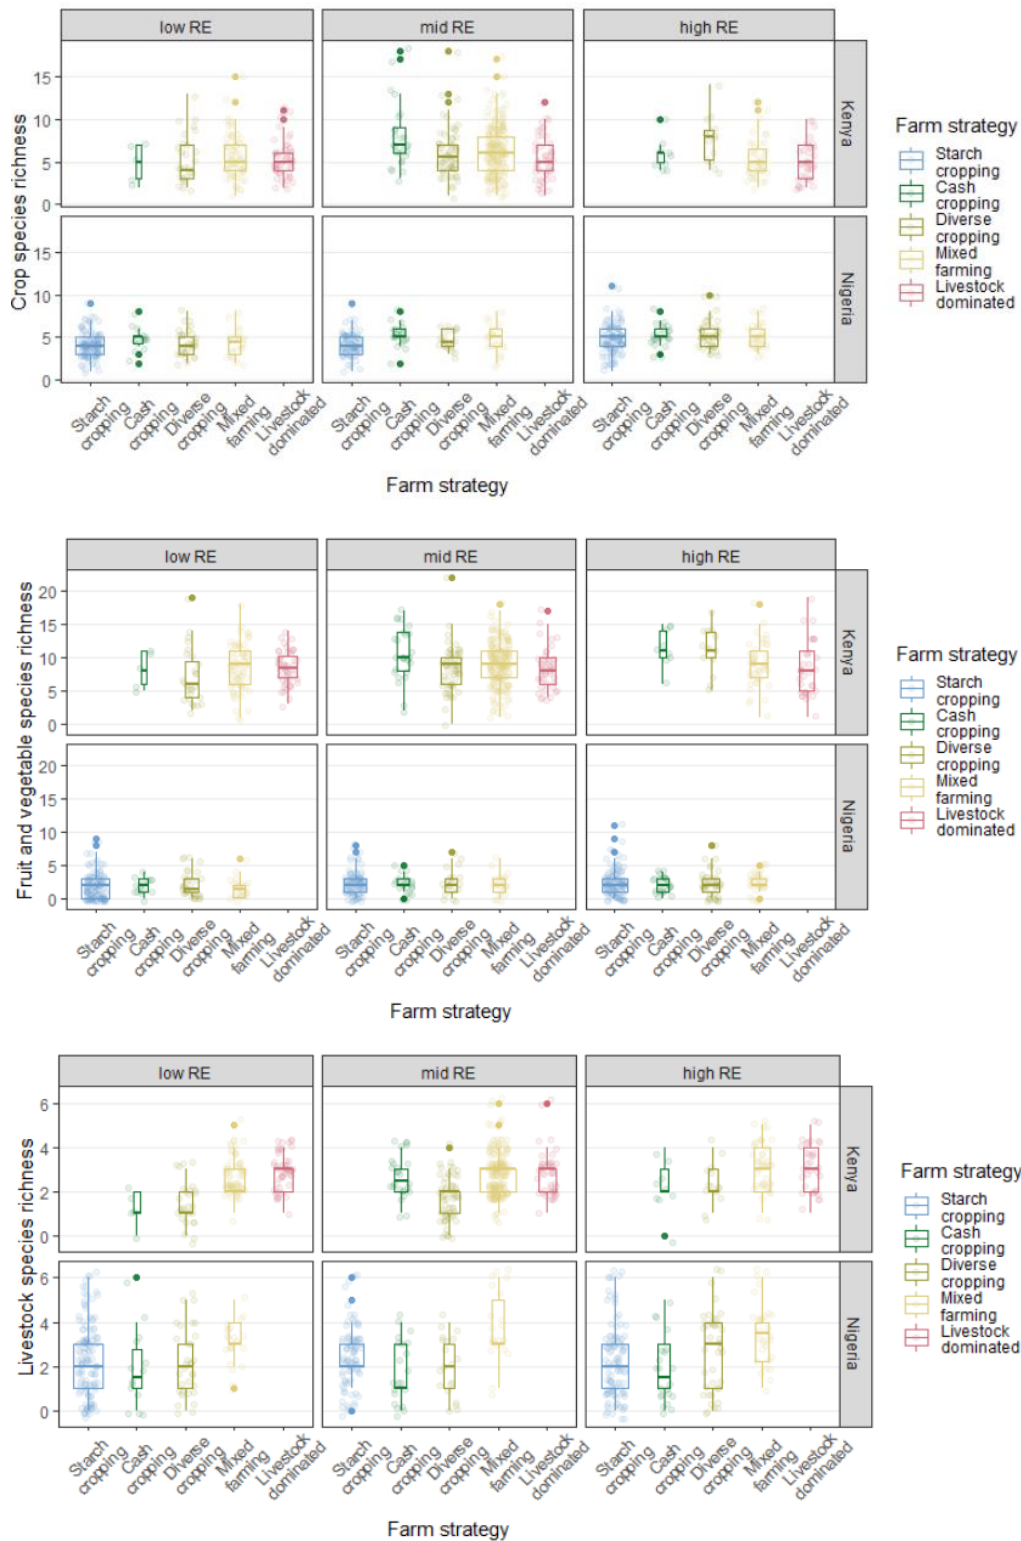 low RE
mid RE
high RE
Crop species richness
15
10
5
0
Kenya
15
10
5
0
Nigeria
Starch
cropping
Cash
cropping
Diverse
cropping
Mixed
farming
Livestock
dominated
Starch
cropping
Cash
cropping
Diverse
cropping
Mixed
farming
Livestock
dominated
Starch
cropping
Cash
cropping
Diverse
cropping
Mixed
farming
Livestock
dominated
Farm strategy
Farm strategy
Starch
cropping
Cash
cropping
Diverse
cropping
Mixed
farming
Livestock
dominated
low RE
mid RE
high RE
Fruit and vegetable species richness
20
15
10
5
0
Kenya
20
15
10
5
0
Nigeria
Starch
cropping
Cash
cropping
Diverse
cropping
Mixed
farming
Livestock
dominated
Starch
cropping
Cash
cropping
Diverse
cropping
Mixed
farming
Livestock
dominated
Starch
cropping
Cash
cropping
Diverse
cropping
Mixed
farming
Livestock
dominated
Farm strategy
Farm strategy
Starch
cropping
Cash
cropping
Diverse
cropping
Mixed
farming
Livestock
dominated
low RE
mid RE
high RE
Livestock species richness
6
4
2
0
Kenya
6
4
2
0
Nigeria
Starch
cropping
Cash
cropping
Diverse
cropping
Mixed
farming
Livestock
dominated
Starch
cropping
Cash
cropping
Diverse
cropping
Mixed
farming
Livestock
dominated
Starch
cropping
Cash
cropping
Diverse
cropping
Mixed
farming
Livestock
dominated
Farm strategy
Farm strategy
Starch
cropping
Cash
cropping
Diverse
cropping
Mixed
farming
Livestock
dominated